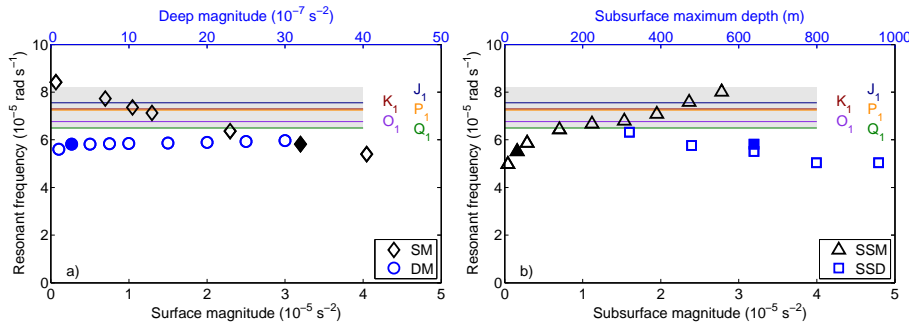 Deep magnitude (10⁻⁷ s⁻²)
0 10 20 30 40 50
Resonant frequency (10⁻⁵ rad s⁻¹)
10
8
6
4
2
0
J₁
K₁
P₁
O₁
Q₁
SM
DM
a)
0 1 2 3 4 5
Surface magnitude (10⁻⁵ s⁻²)
Subsurface maximum depth (m)
0 200 400 600 800 1000
Resonant frequency (10⁻⁵ rad s⁻¹)
10
8
6
4
2
0
J₁
K₁
P₁
O₁
Q₁
SSM
SSD
b)
0 1 2 3 4 5
Subsurface magnitude (10⁻⁵ s⁻²)